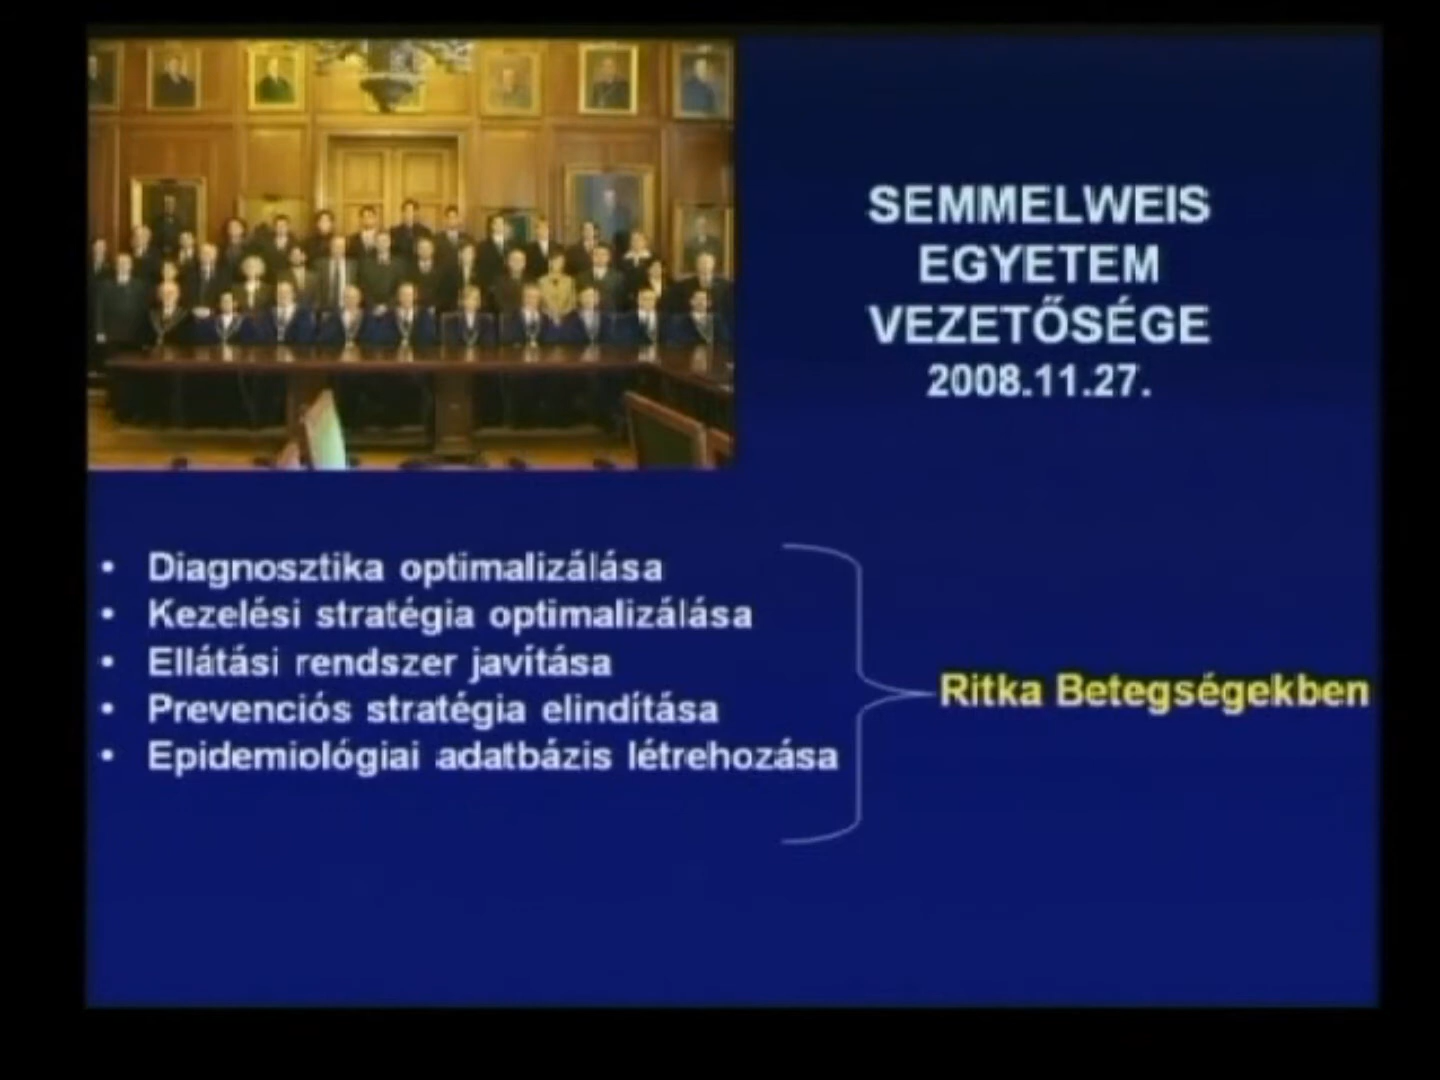 SEMMELWEIS
EGYETEM
VEZETŐSÉGE
2008.11.27.
• Diagnosztika optimalizálása
• Kezelési stratégia optimalizálása
• Ellátási rendszer javítása
• Prevenciós stratégia elindítása
• Epidemiológiai adatbázis létrehozása
Ritka Betegségekben